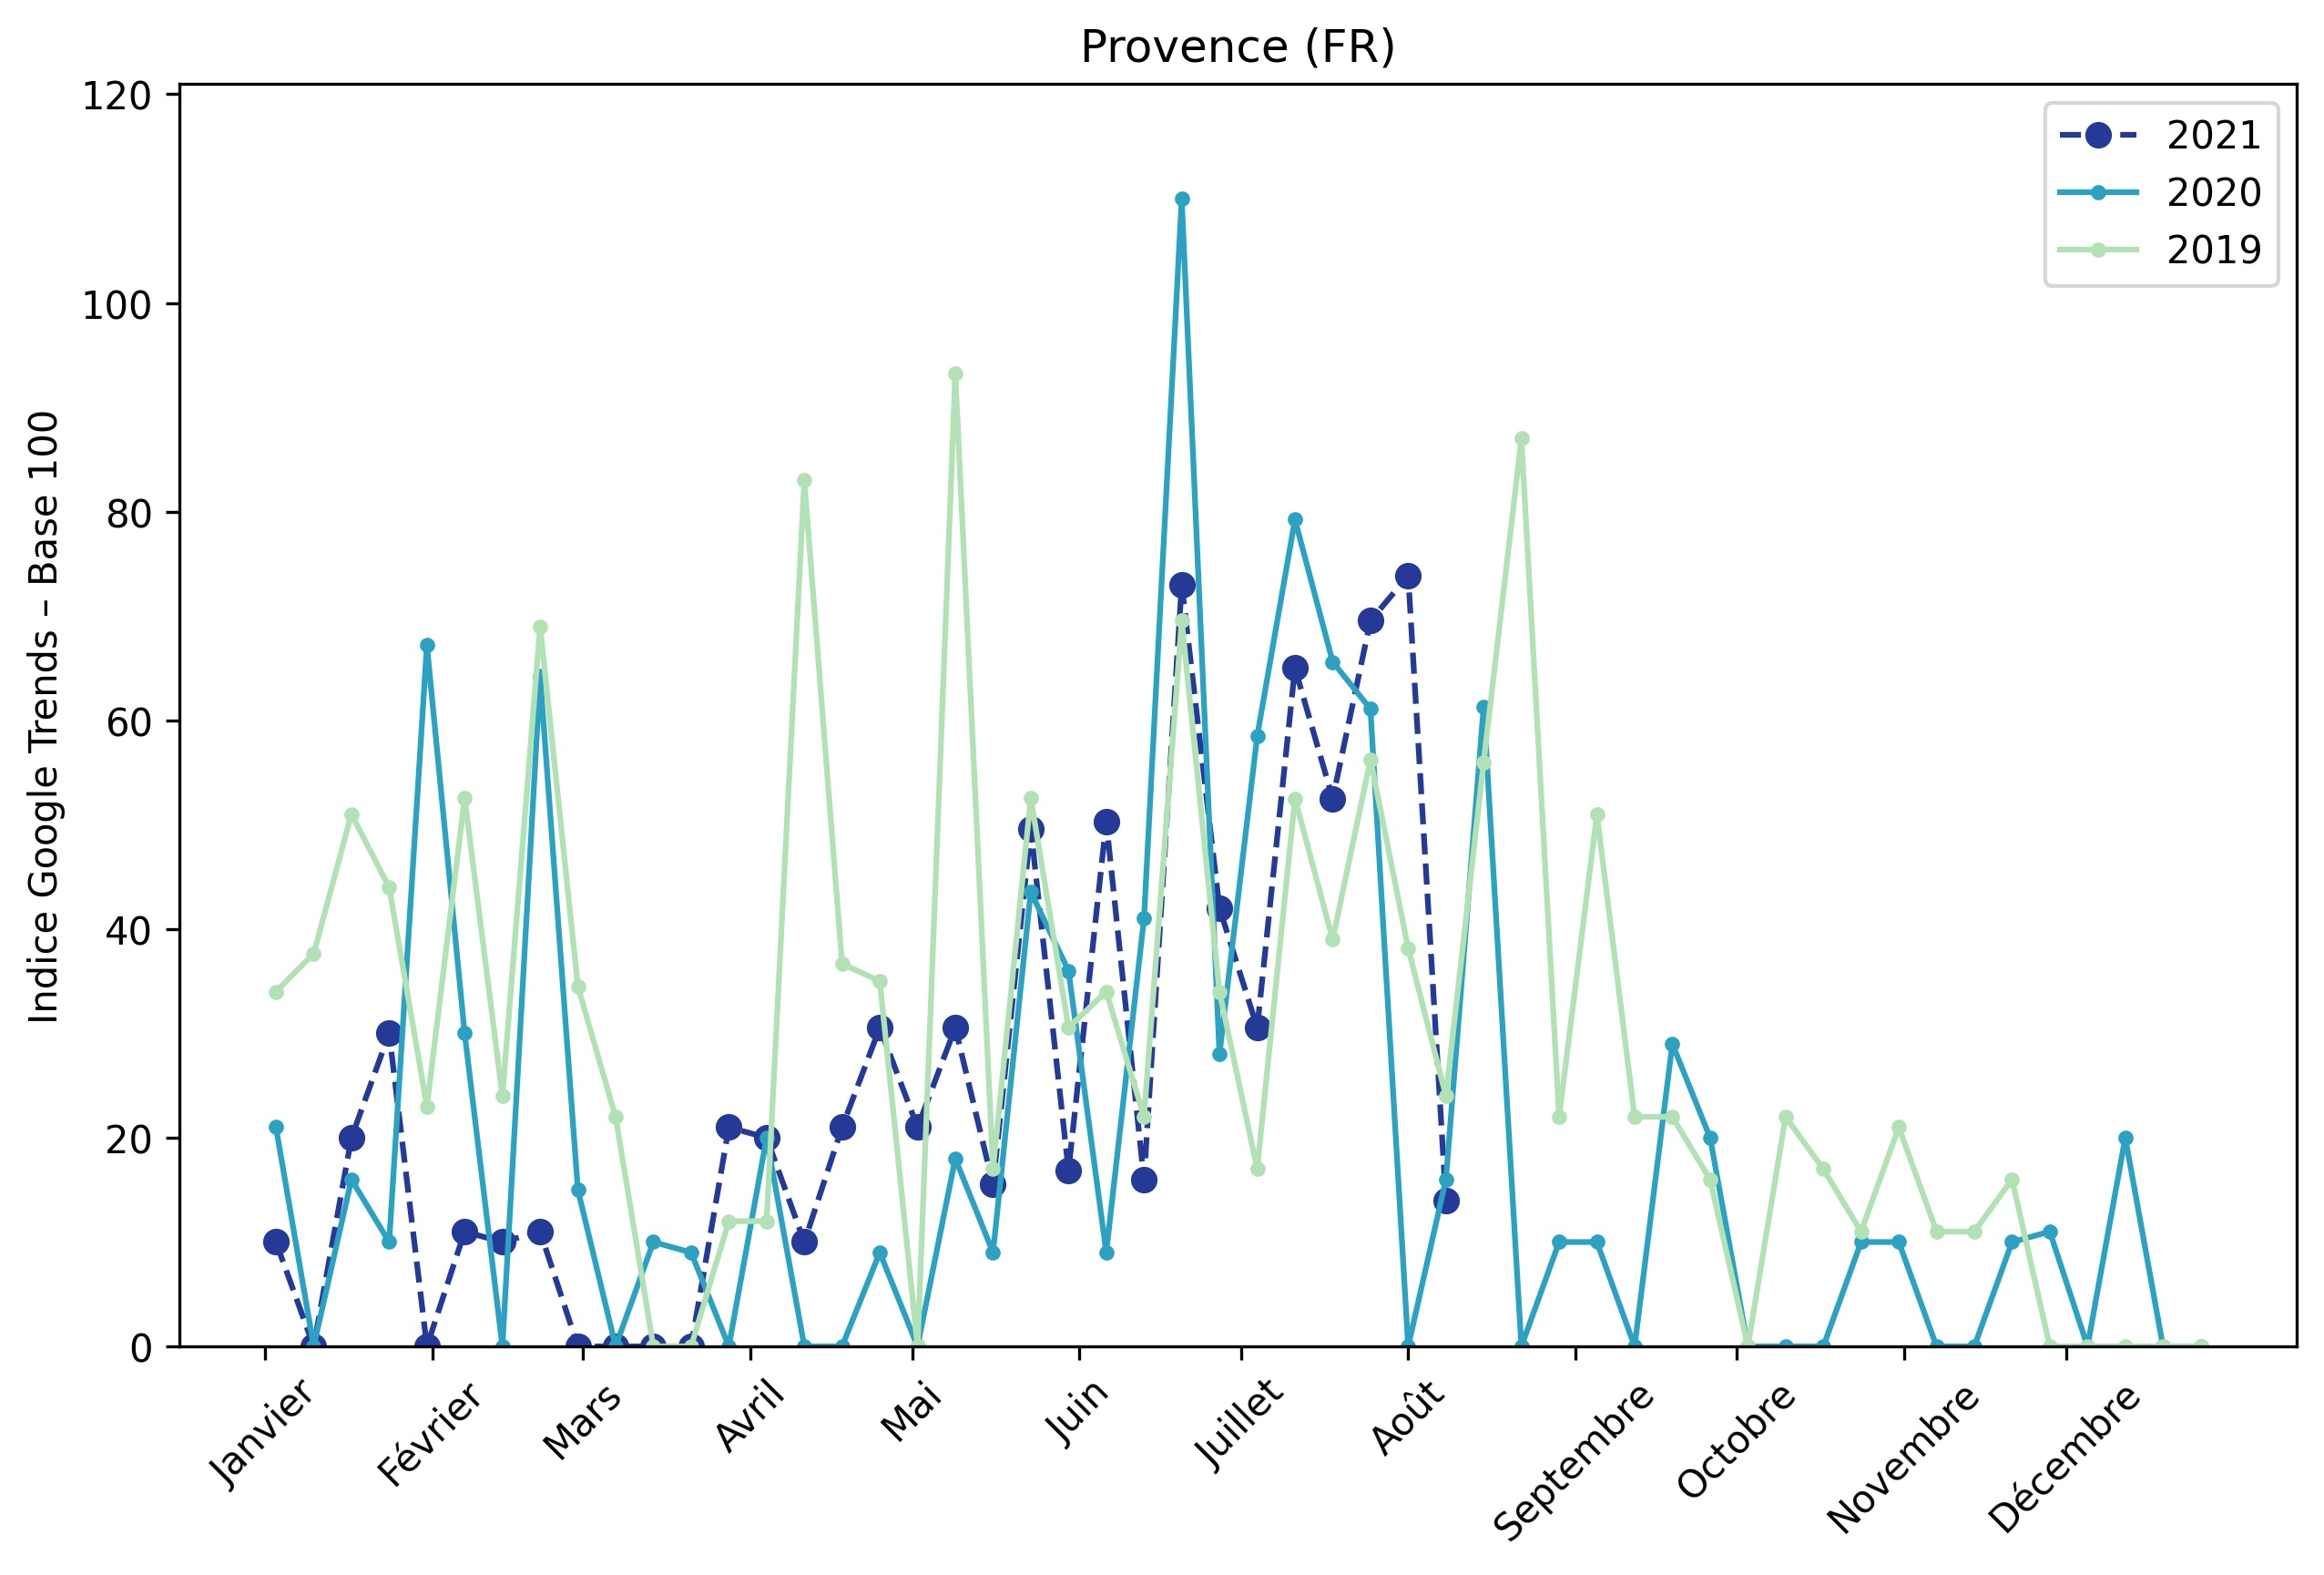 Provence (FR)
Indice Google Trends – Base 100
120
100
80
60
40
20
0
2021
2020
2019
Janvier
Février
Mars
Avril
Mai
Juin
Juillet
Août
Septembre
Octobre
Novembre
Décembre